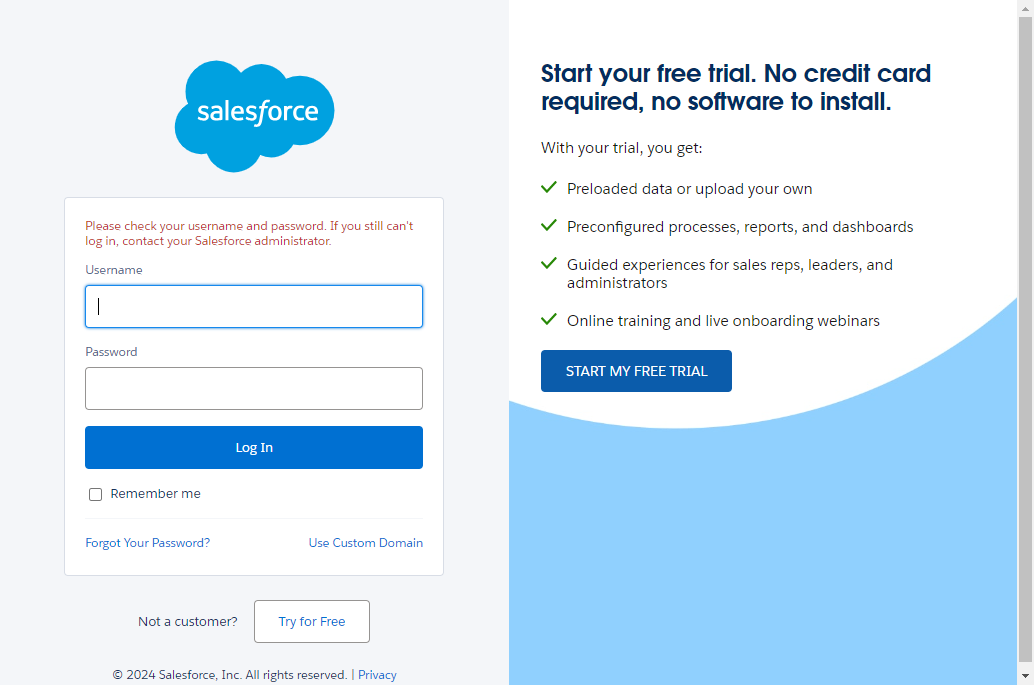 salesforce
Please check your username and password. If you still can't
log in, contact your Salesforce administrator.
Username
Password
Log In
Remember me
Forgot Your Password?
Use Custom Domain
Not a customer?
Try for Free
© 2024 Salesforce, Inc. All rights reserved. | Privacy
Start your free trial. No credit card
required, no software to install.
With your trial, you get:
Preloaded data or upload your own
Preconfigured processes, reports, and dashboards
Guided experiences for sales reps, leaders, and
administrators
Online training and live onboarding webinars
START MY FREE TRIAL